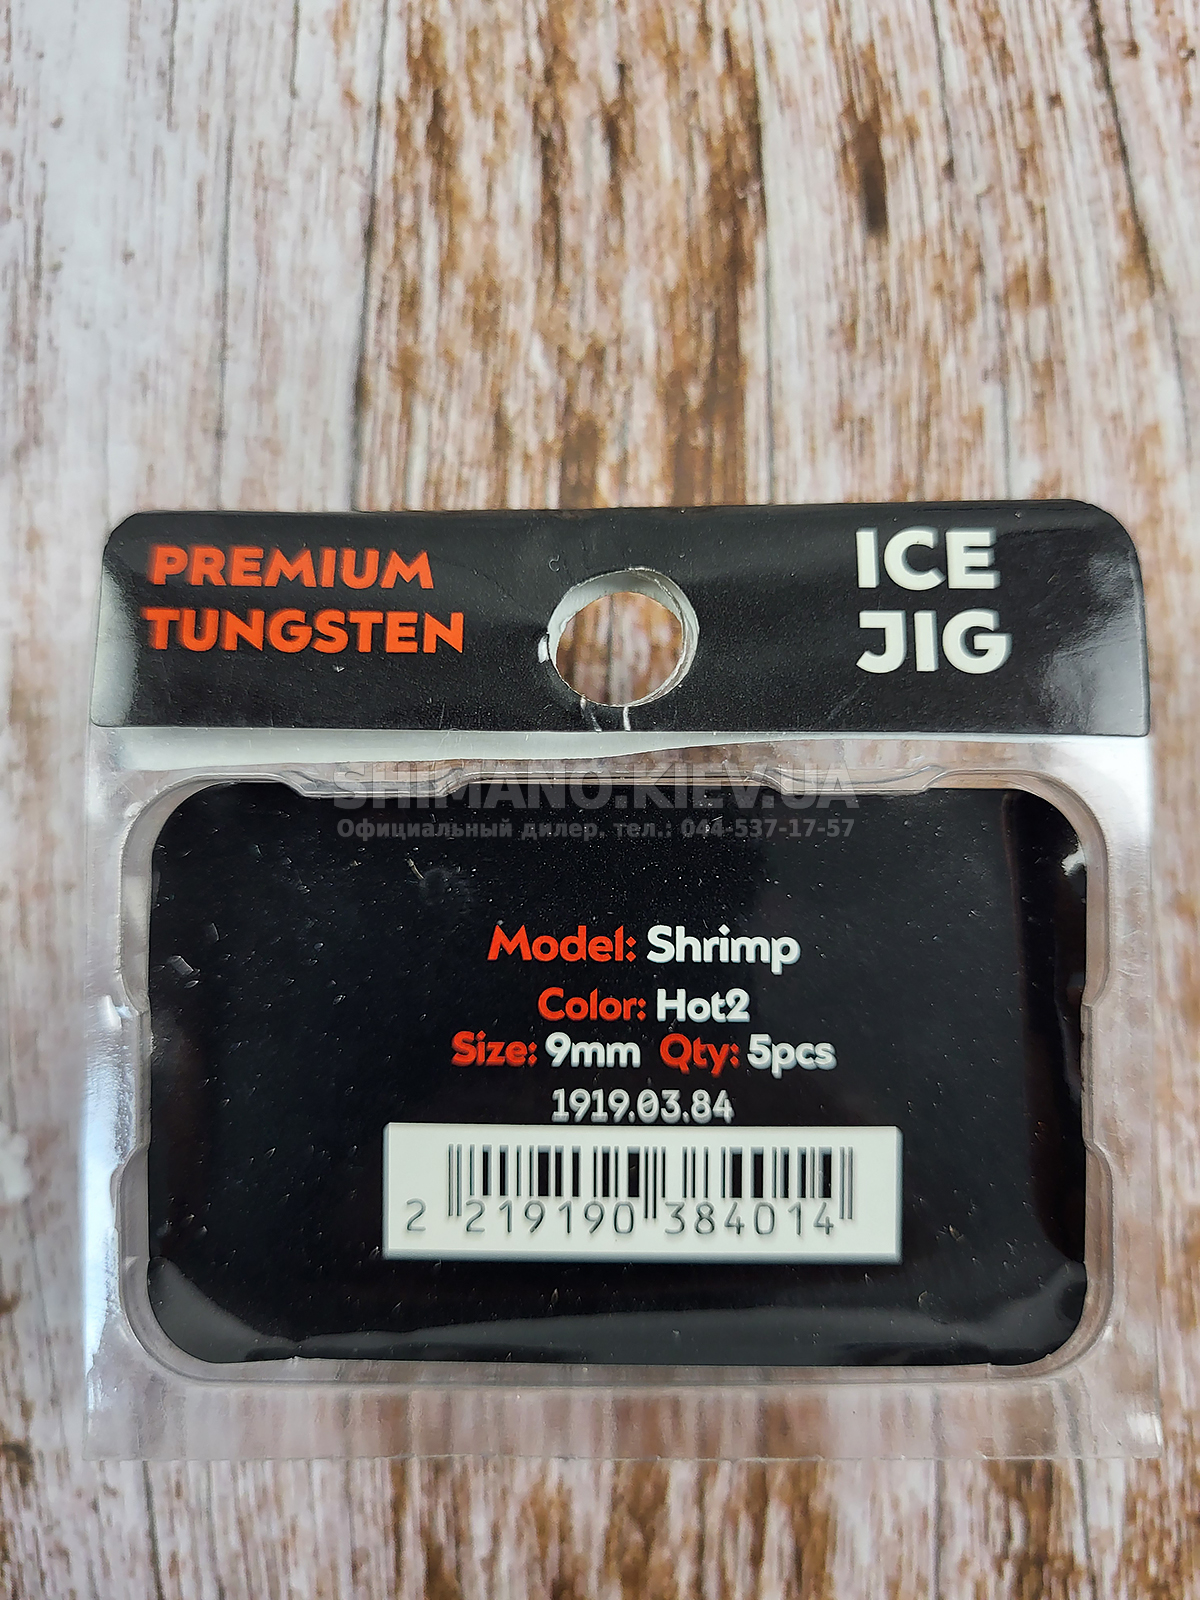 PREMIUM
TUNGSTEN
ICE
JIG
SHIMANO.KIEV.UA
Официальный дилер. тел.: 044-537-17-57
Model: Shrimp
Color: Hot2
Size: 9mm Qty: 5pcs
1919.03.84
2 219190 384014